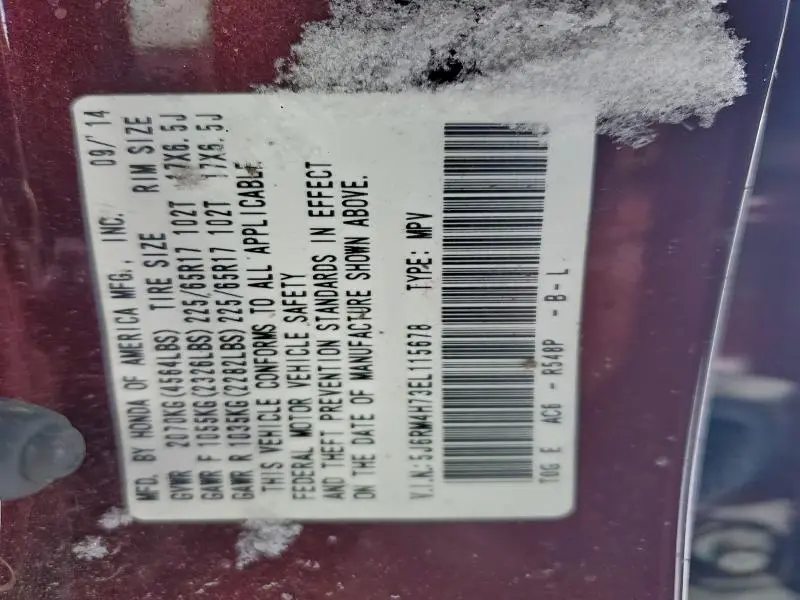 MFD. BY HONDA OF AMERICA MFG., INC. 09/'14
GVWR 2070KG(4564LBS) TIRE SIZE RIM SIZE
GAWR F 1055KG(2326LBS) 225/65R17 102T 17X6.5J
GAWR R 1035KG(2282LBS) 225/65R17 102T 17X6.5J
THIS VEHICLE CONFORMS TO ALL APPLICABLE
FEDERAL MOTOR VEHICLE SAFETY
AND THEFT PREVENTION STANDARDS IN EFFECT
ON THE DATE OF MANUFACTURE SHOWN ABOVE.
V.I.N.:5J6RM4H73EL115678 TYPE: MPV
T0G E AC6 - R548P - B - L